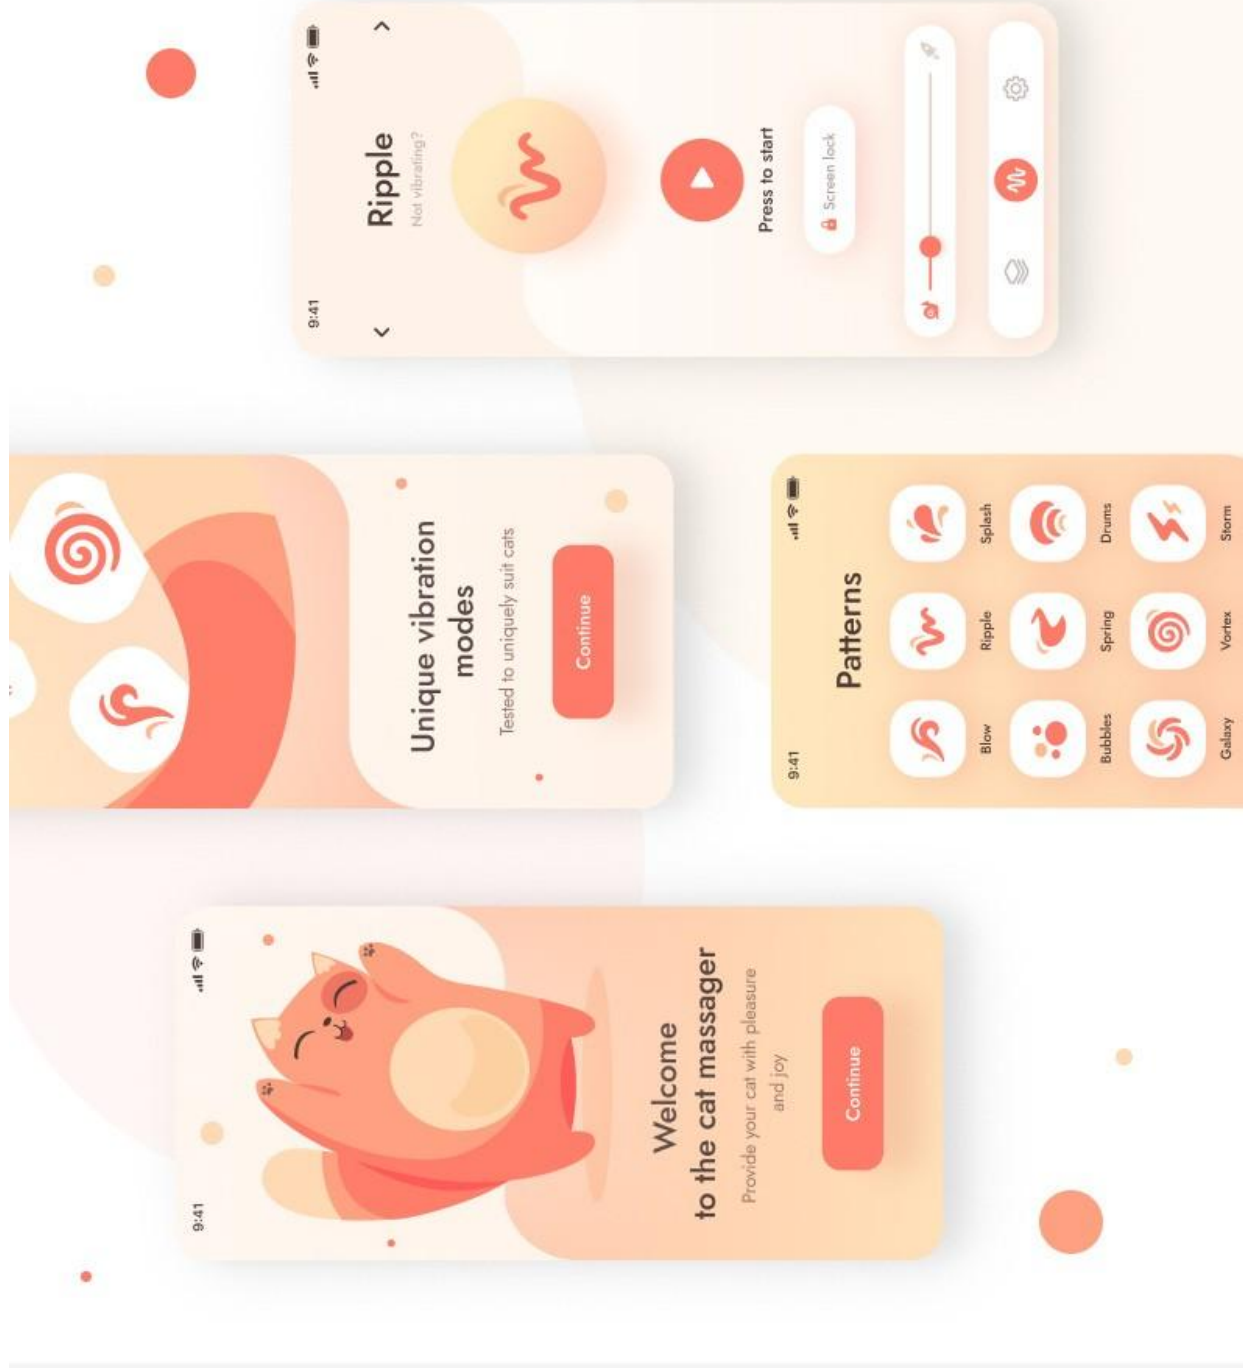 9:41
Welcome
to the cat massager
Provide your cat with pleasure
and joy
Continue
Unique vibration
modes
Tested to uniquely suit cats
Continue
9:41
Patterns
Blow
Ripple
Splash
Bubbles
Spring
Drums
Galaxy
Vortex
Storm
9:41
Ripple
Not vibrating?
Press to start
Screen lock